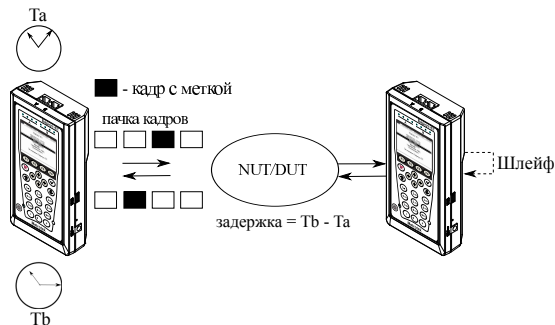 Ta
- кадр с меткой
пачка кадров
NUT/DUT
Шлейф
задержка = Tb - Ta
Tb